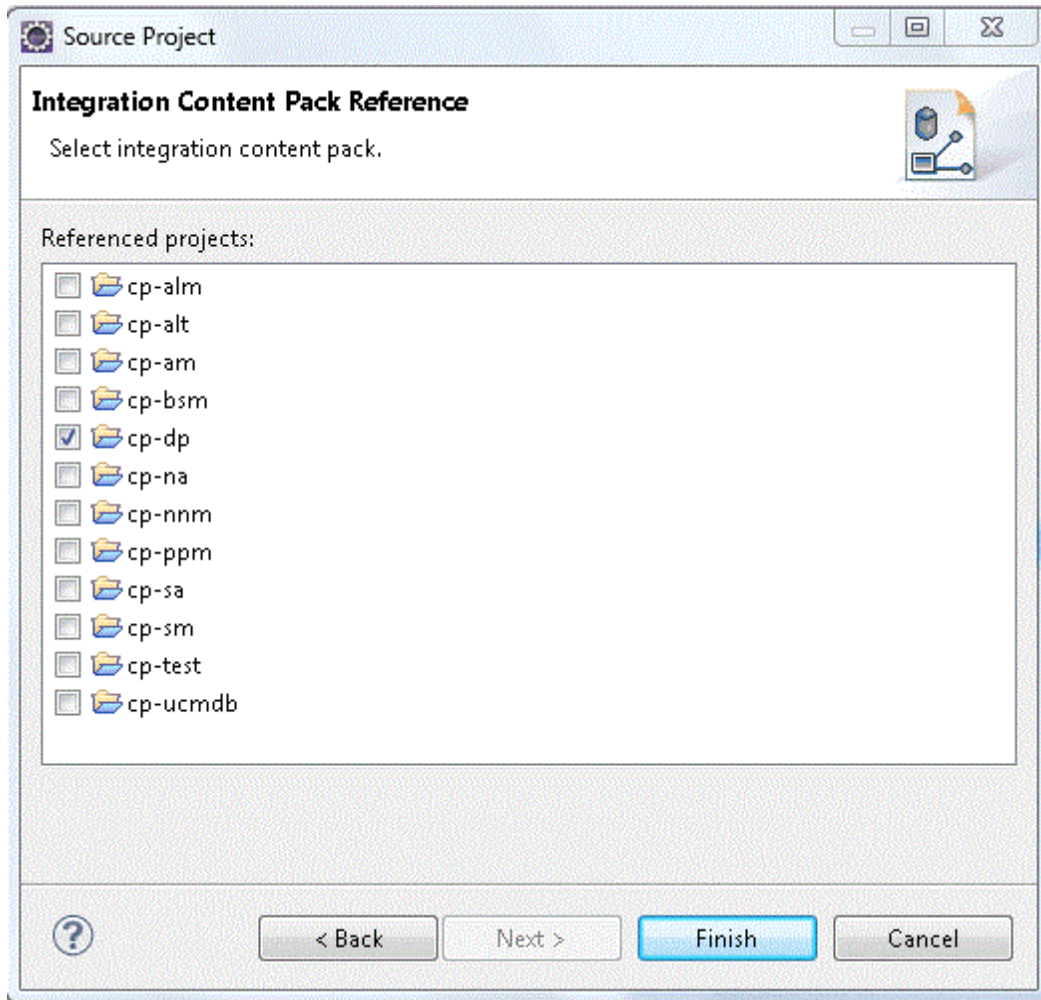 Source Project
Integration Content Pack Reference
Select integration content pack.
Referenced projects:
cp-alm
cp-alt
cp-am
cp-bsm
cp-dp
cp-na
cp-nnm
cp-ppm
cp-sa
cp-sm
cp-test
cp-ucmdb
? < Back Next > Finish Cancel